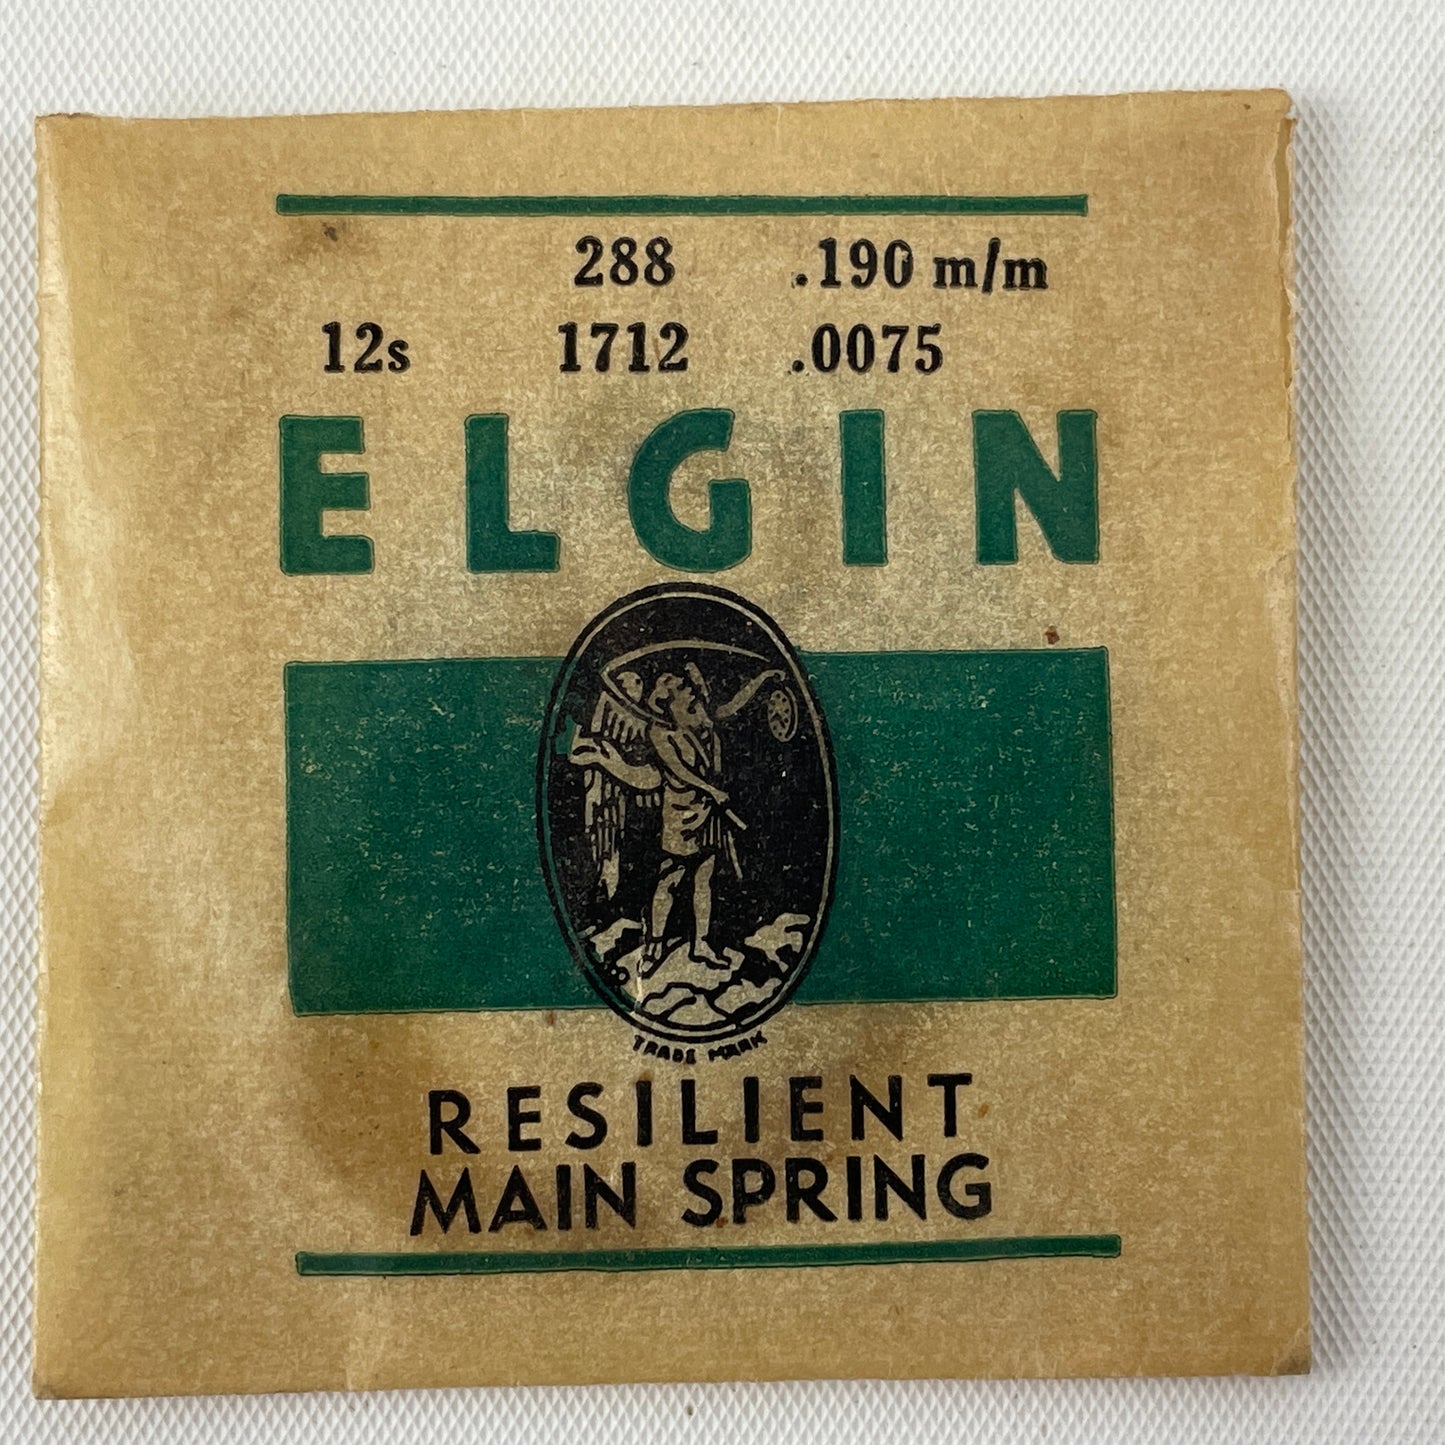 288 .190 m/m
12s 1712 .0075
ELGIN
TRADE MARK
RESILIENT
MAIN SPRING